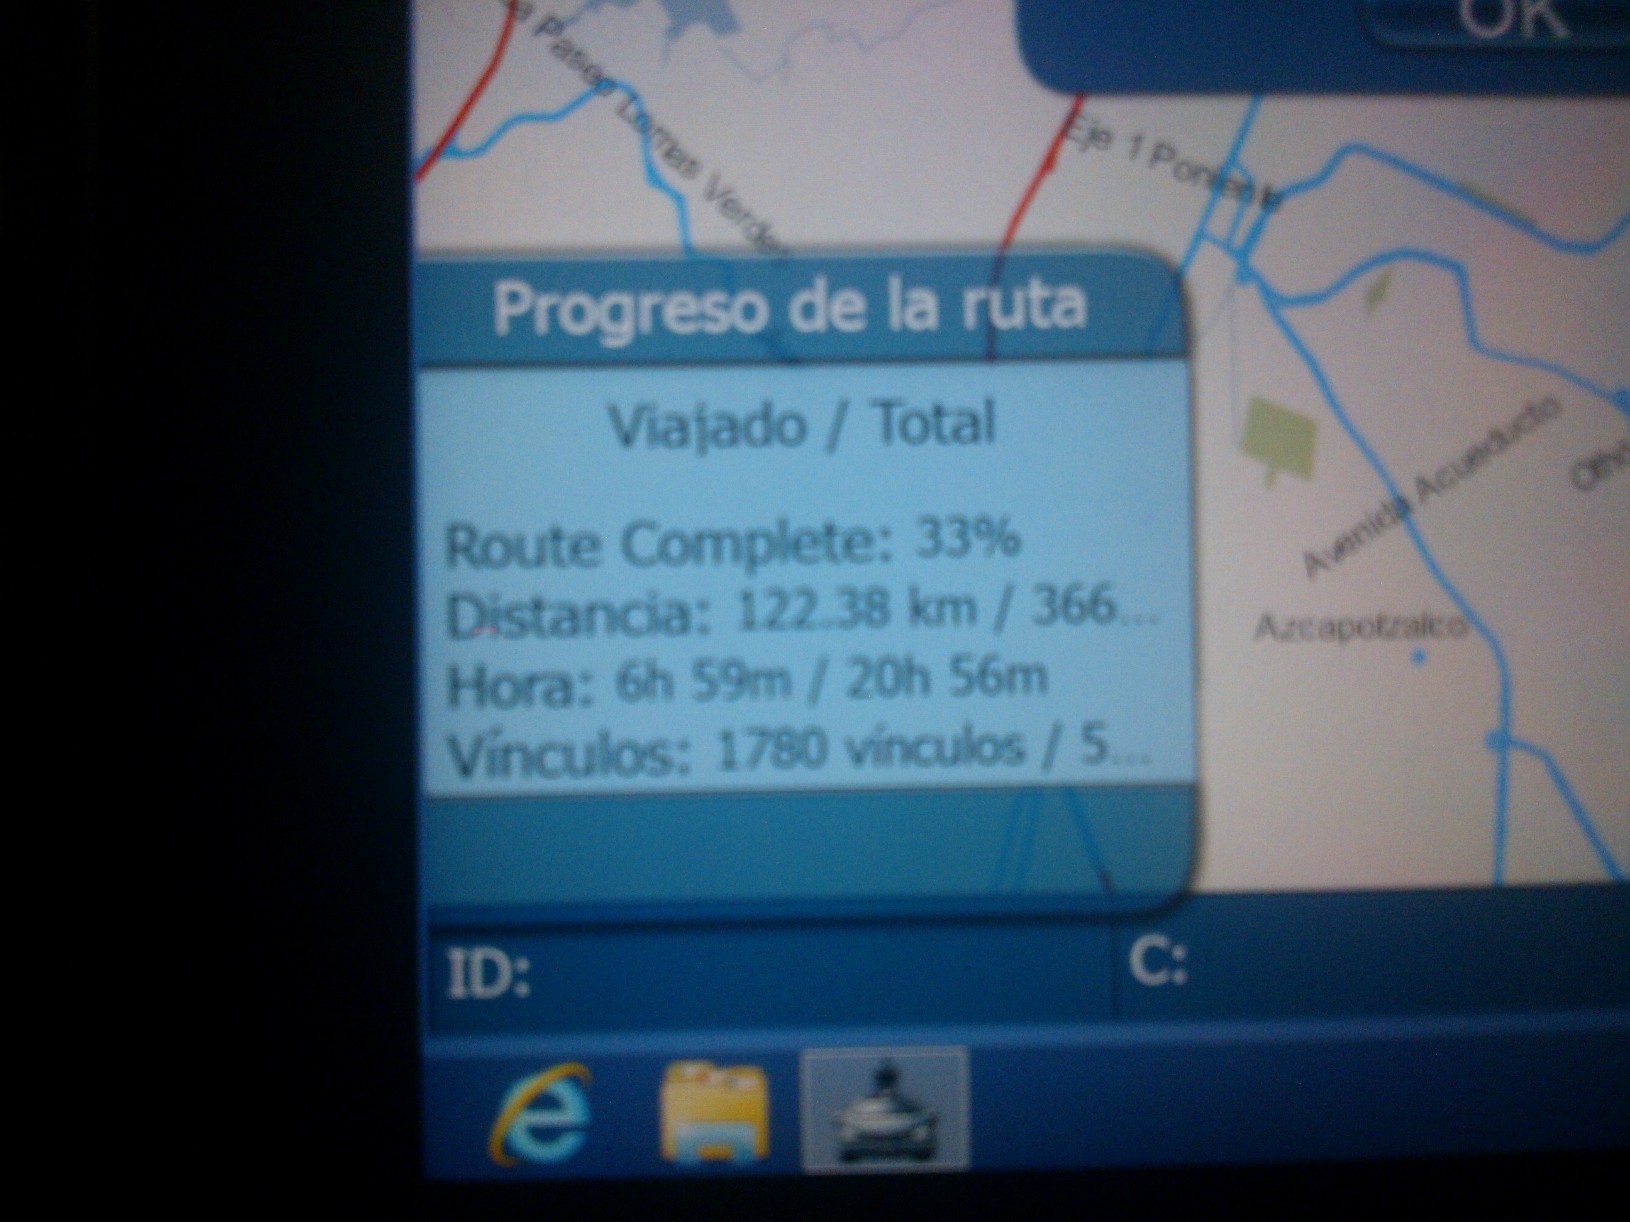 OK
Paseo Lomas Verdes
Eje 1 Poniente
Progreso de la ruta
Viajado / Total
Route Complete: 33%
Distancia: 122.38 km / 366...
Hora: 6h 59m / 20h 56m
Vínculos: 1780 vínculos / 5...
Avenida Acueducto
Azcapotzalco
ID:
C: